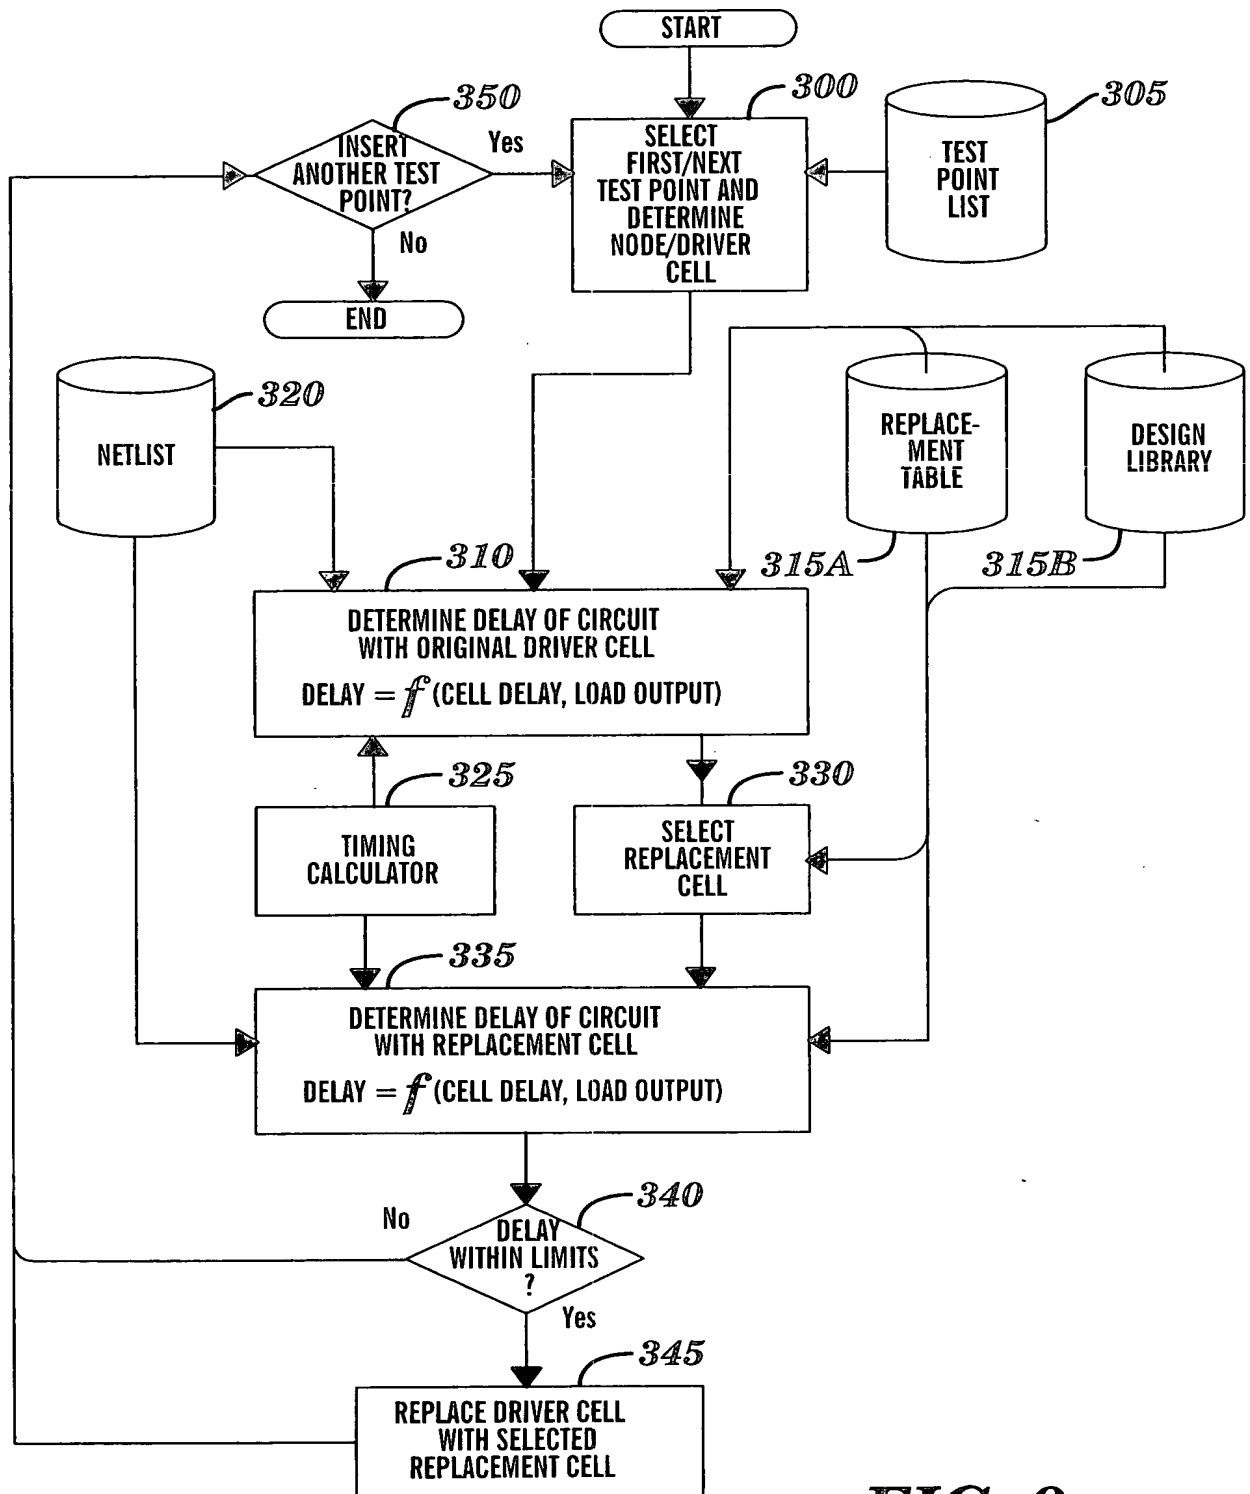 START
350
300
305
INSERT
ANOTHER TEST
POINT?
Yes
No
SELECT
FIRST/NEXT
TEST POINT AND
DETERMINE
NODE/DRIVER
CELL
TEST
POINT
LIST
END
320
NETLIST
REPLACE-
MENT
TABLE
DESIGN
LIBRARY
310
315A
315B
DETERMINE DELAY OF CIRCUIT
WITH ORIGINAL DRIVER CELL
DELAY = f (CELL DELAY, LOAD OUTPUT)
325
330
TIMING
CALCULATOR
SELECT
REPLACEMENT
CELL
335
DETERMINE DELAY OF CIRCUIT
WITH REPLACEMENT CELL
DELAY = f (CELL DELAY, LOAD OUTPUT)
340
No
DELAY
WITHIN LIMITS
?
Yes
345
REPLACE DRIVER CELL
WITH SELECTED
REPLACEMENT CELL